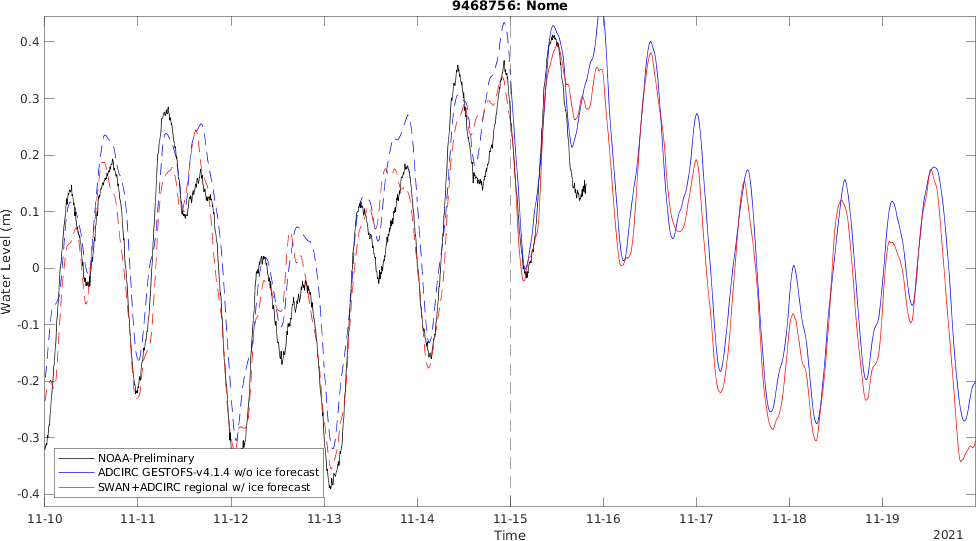 9468756: Nome
Water Level (m)
0.4
0.3
0.2
0.1
0
-0.1
-0.2
-0.3
-0.4
NOAA-Preliminary
ADCIRC GESTOFS-v4.1.4 w/o ice forecast
SWAN+ADCIRC regional w/ ice forecast
11-10 11-11 11-12 11-13 11-14 11-15 11-16 11-17 11-18 11-19
Time
2021